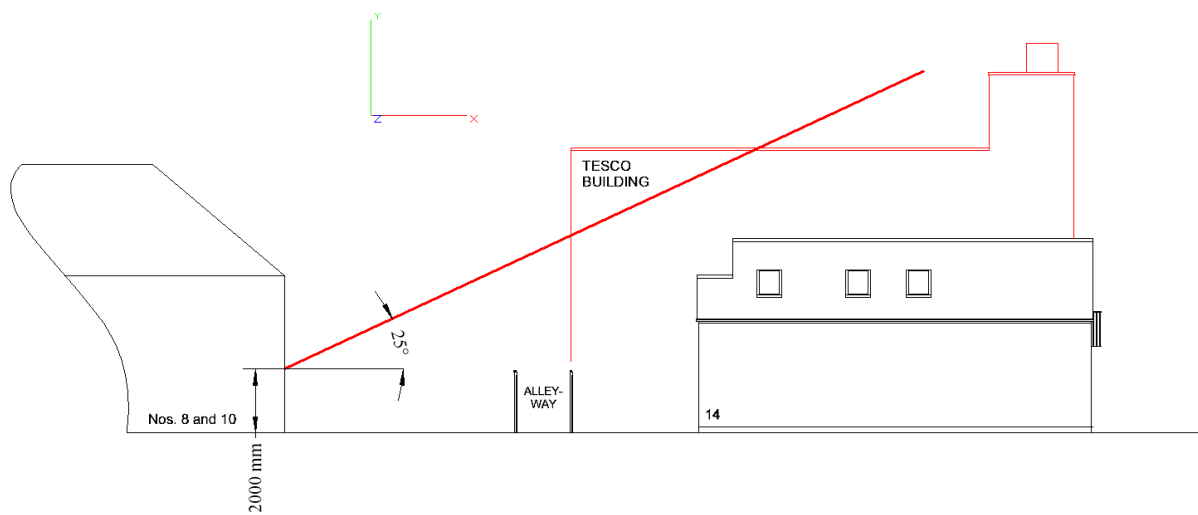 Y
Z
X
TESCO
BUILDING
25°
ALLEY-
WAY
Nos. 8 and 10
14
2000 mm